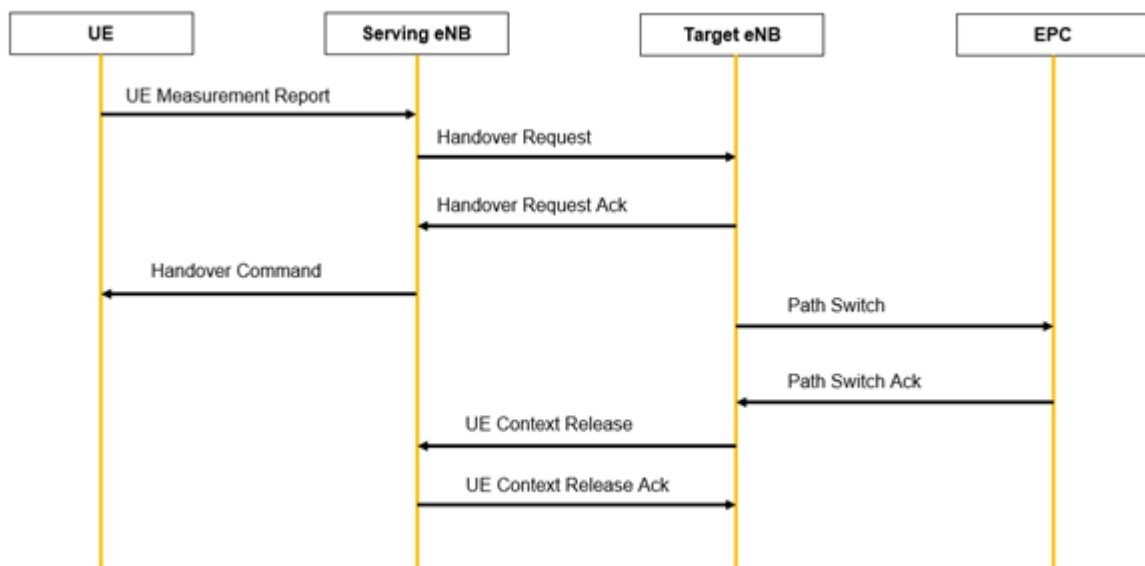 UE
Serving eNB
Target eNB
EPC
UE Measurement Report
Handover Request
Handover Request Ack
Handover Command
Path Switch
Path Switch Ack
UE Context Release
UE Context Release Ack